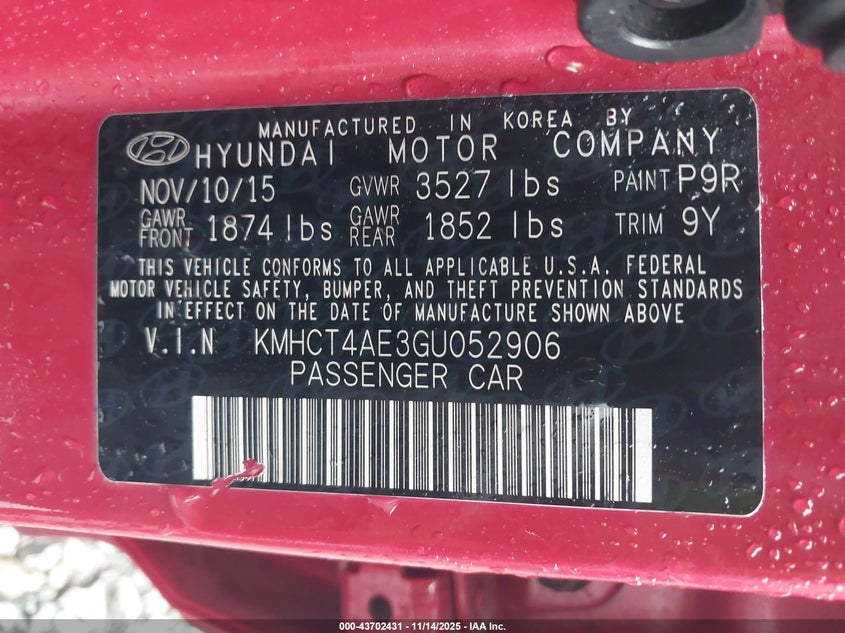 MANUFACTURED IN KOREA BY
HYUNDAI MOTOR COMPANY
NOV/10/15 GVWR 3527 lbs PAINT P9R
GAWR FRONT 1874 lbs GAWR REAR 1852 lbs TRIM 9Y
THIS VEHICLE CONFORMS TO ALL APPLICABLE U.S.A. FEDERAL
MOTOR VEHICLE SAFETY, BUMPER, AND THEFT PREVENTION STANDARDS
IN EFFECT ON THE DATE OF MANUFACTURE SHOWN ABOVE.
V.I.N KMHCT4AE3GU052906
PASSENGER CAR
000-43702431 - 11/14/2025 - IAA Inc.